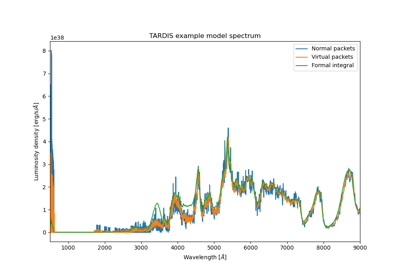 TARDIS example model spectrum
1e38
Normal packets
Virtual packets
Formal integral
8
7
6
5
4
3
2
1
0
Luminosity density [erg/s/Å]
1000 2000 3000 4000 5000 6000 7000 8000 9000
Wavelength [Å]